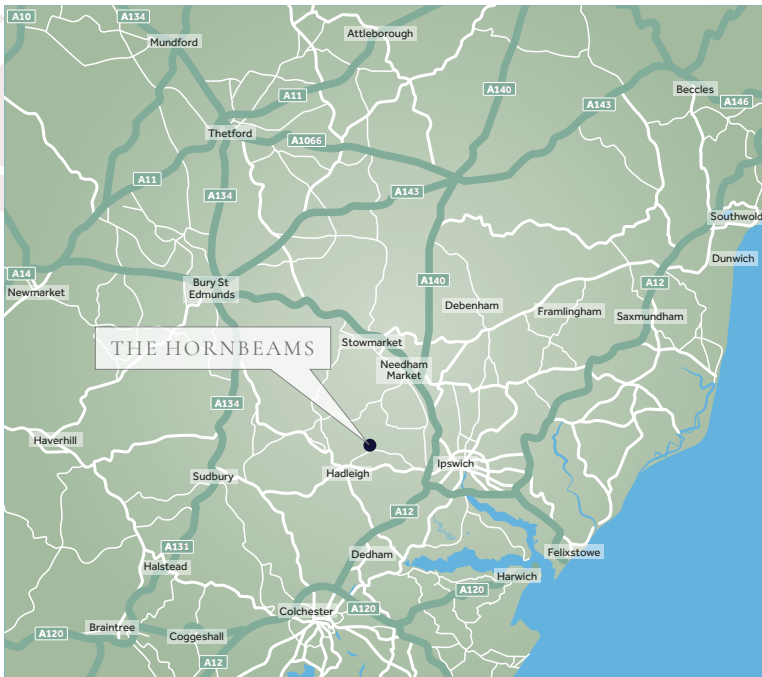 A10
A134
Mundford
Attleborough
A11
A140
A143
Beccles
A146
Thetford
A1066
A11
A134
A143
Southwold
Dunwich
A14
Newmarket
Bury St
Edmunds
A140
A12
Debenham
Framlingham
Saxmundham
THE HORNBEAMS
Stowmarket
Needham
Market
A134
Haverhill
Sudbury
Hadleigh
Ipswich
A12
A131
Halstead
Dedham
Felixstowe
Harwich
A120
Colchester
A120
Braintree
A120
Coggeshall
A12